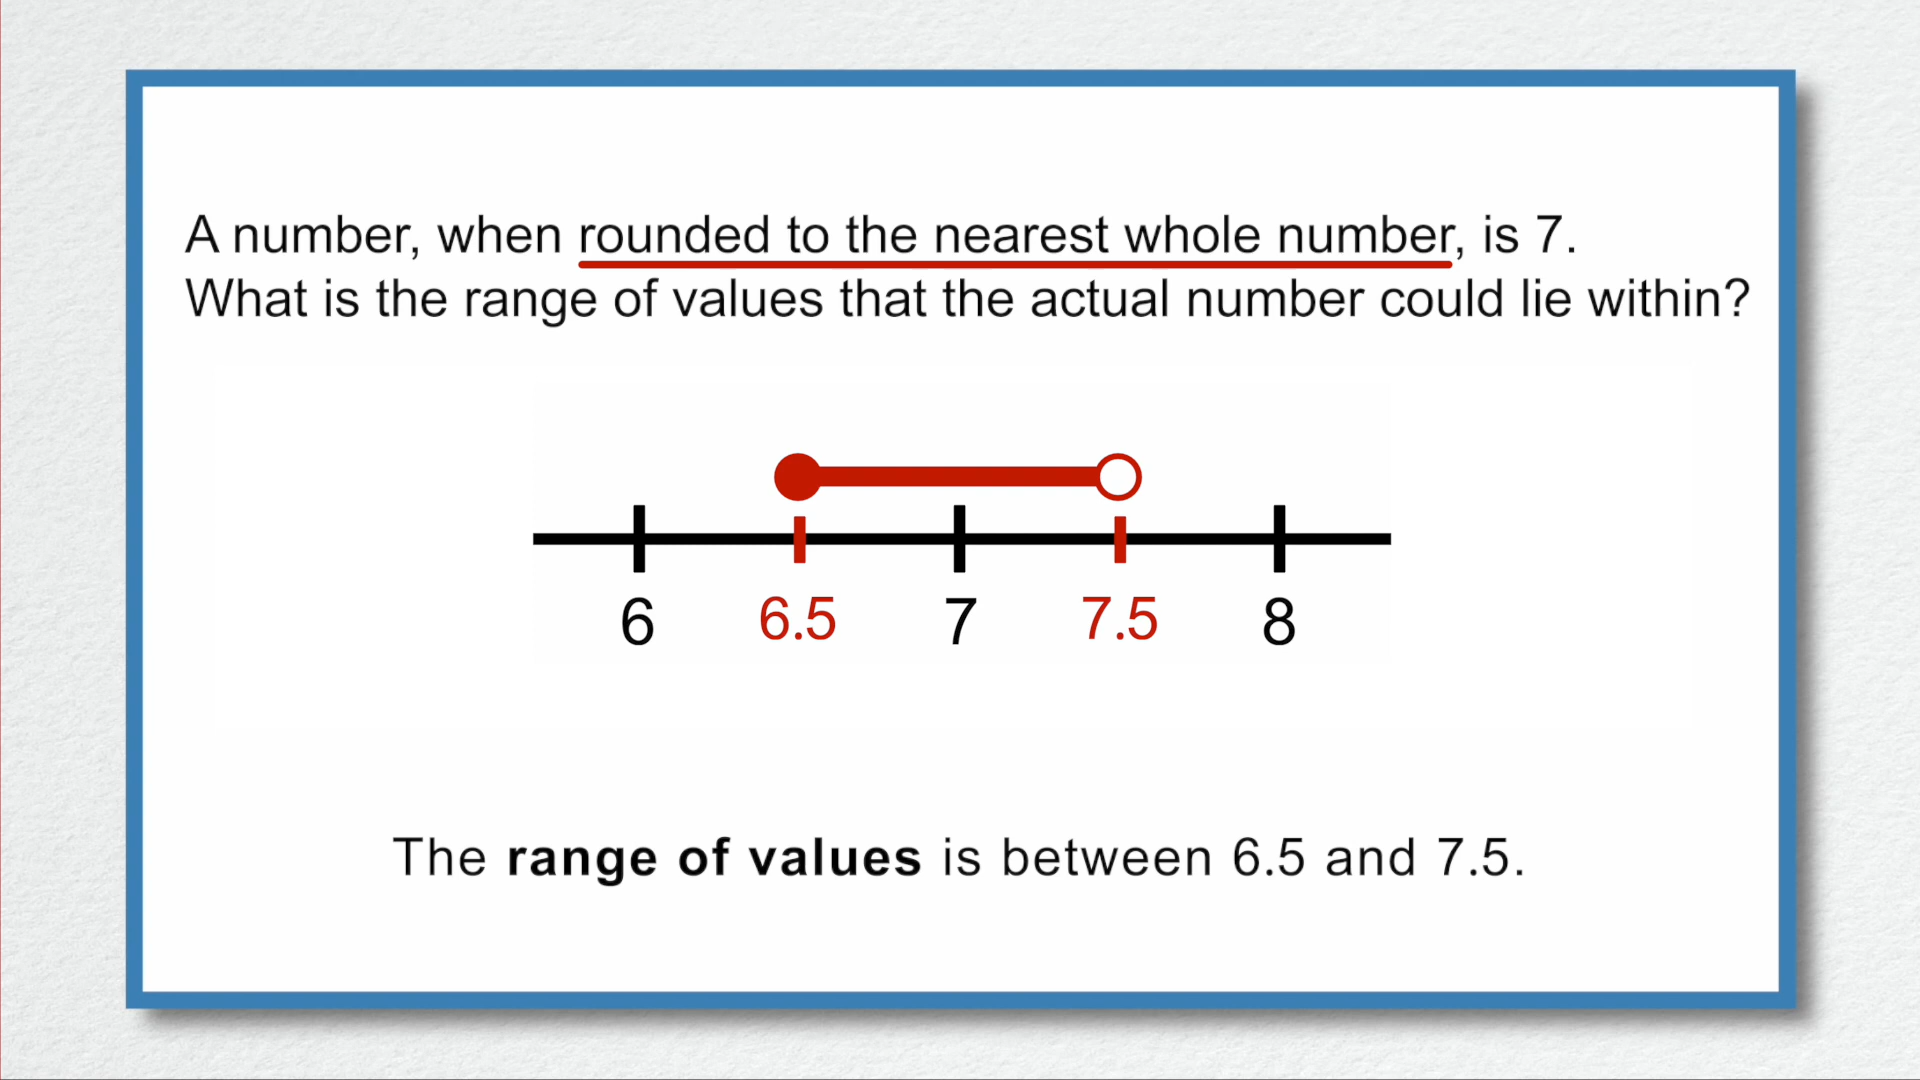 A number, when rounded to the nearest whole number, is 7.
What is the range of values that the actual number could lie within?
6 6.5 7 7.5 8
The range of values is between 6.5 and 7.5.